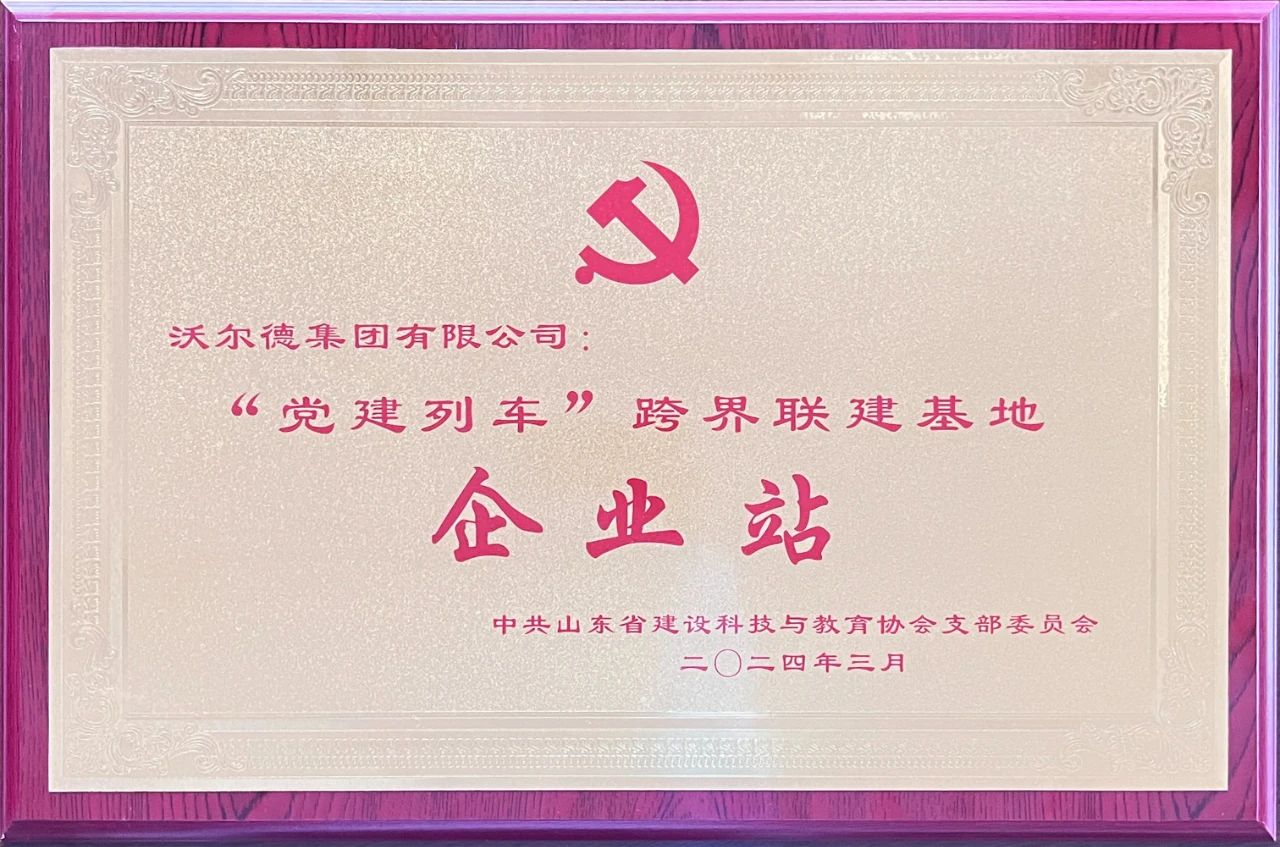 沃尔德集团有限公司：
“党建列车”跨界联建基地
企业站
中共山东省建设科技与教育协会支部委员会
二〇二四年三月